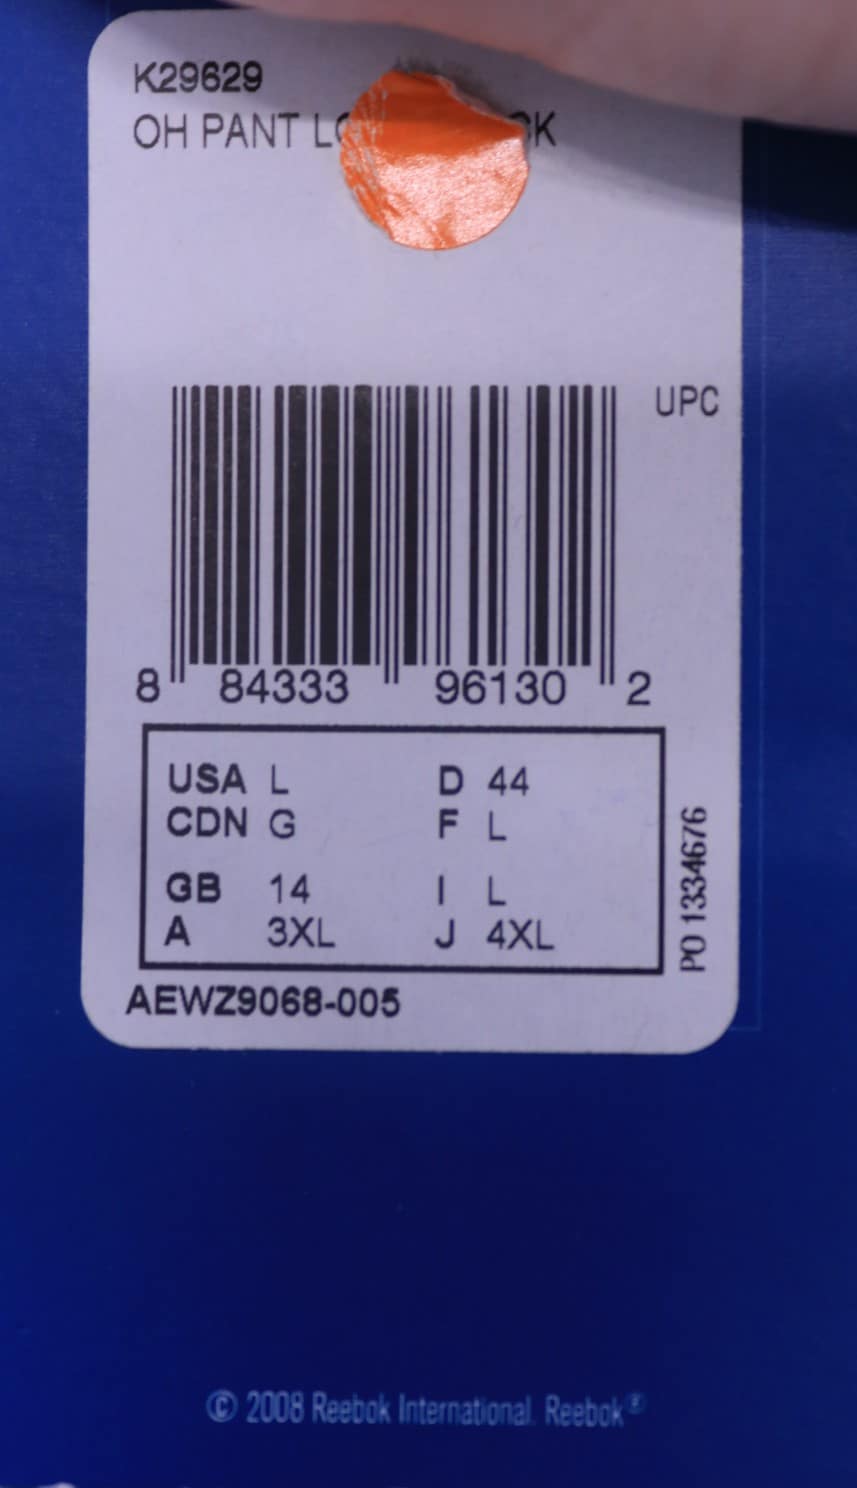 K29629
OH PANT
UPC
8 84333 96130 2
USA L D 44
CDN G F L
GB 14 I L
A 3XL J 4XL
PO 1334676
AEWZ9068-005
© 2008 Reebok International. Reebok®